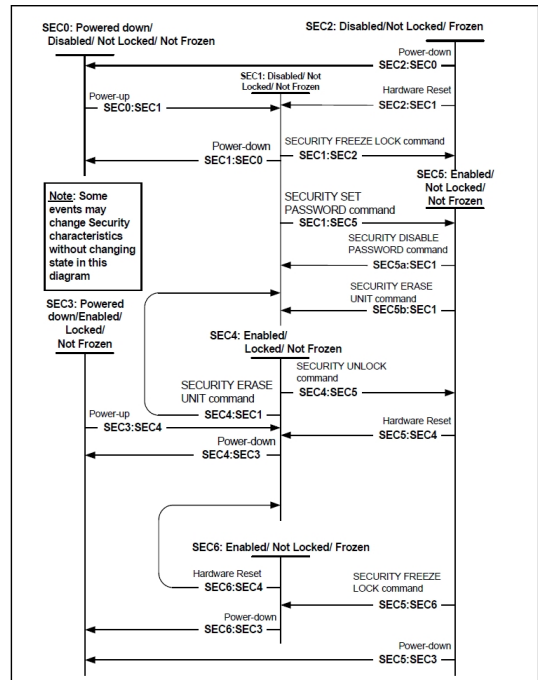 SEC0: Powered down/
Disabled/ Not Locked/ Not Frozen
SEC2: Disabled/Not Locked/ Frozen
Power-down
SEC2:SEC0
SEC1: Disabled/ Not
Locked/ Not Frozen
Power-up
SEC0:SEC1
Hardware Reset
SEC2:SEC1
Power-down
SEC1:SEC0
SECURITY FREEZE LOCK command
SEC1:SEC2
SEC5: Enabled/
Not Locked/
Not Frozen
Note: Some
events may
change Security
characteristics
without changing
state in this
diagram
SECURITY SET
PASSWORD command
SEC1:SEC5
SECURITY DISABLE
PASSWORD command
SEC5a:SEC1
SECURITY ERASE
UNIT command
SEC5b:SEC1
SEC3: Powered
down/Enabled/
Locked/
Not Frozen
SEC4: Enabled/
Locked/ Not Frozen
SECURITY UNLOCK
command
SEC4:SEC5
SECURITY ERASE
UNIT command
SEC4:SEC1
Power-up
SEC3:SEC4
Hardware Reset
SEC5:SEC4
Power-down
SEC4:SEC3
SEC6: Enabled/ Not Locked/ Frozen
Hardware Reset
SEC6:SEC4
SECURITY FREEZE
LOCK command
SEC5:SEC6
Power-down
SEC6:SEC3
Power-down
SEC5:SEC3